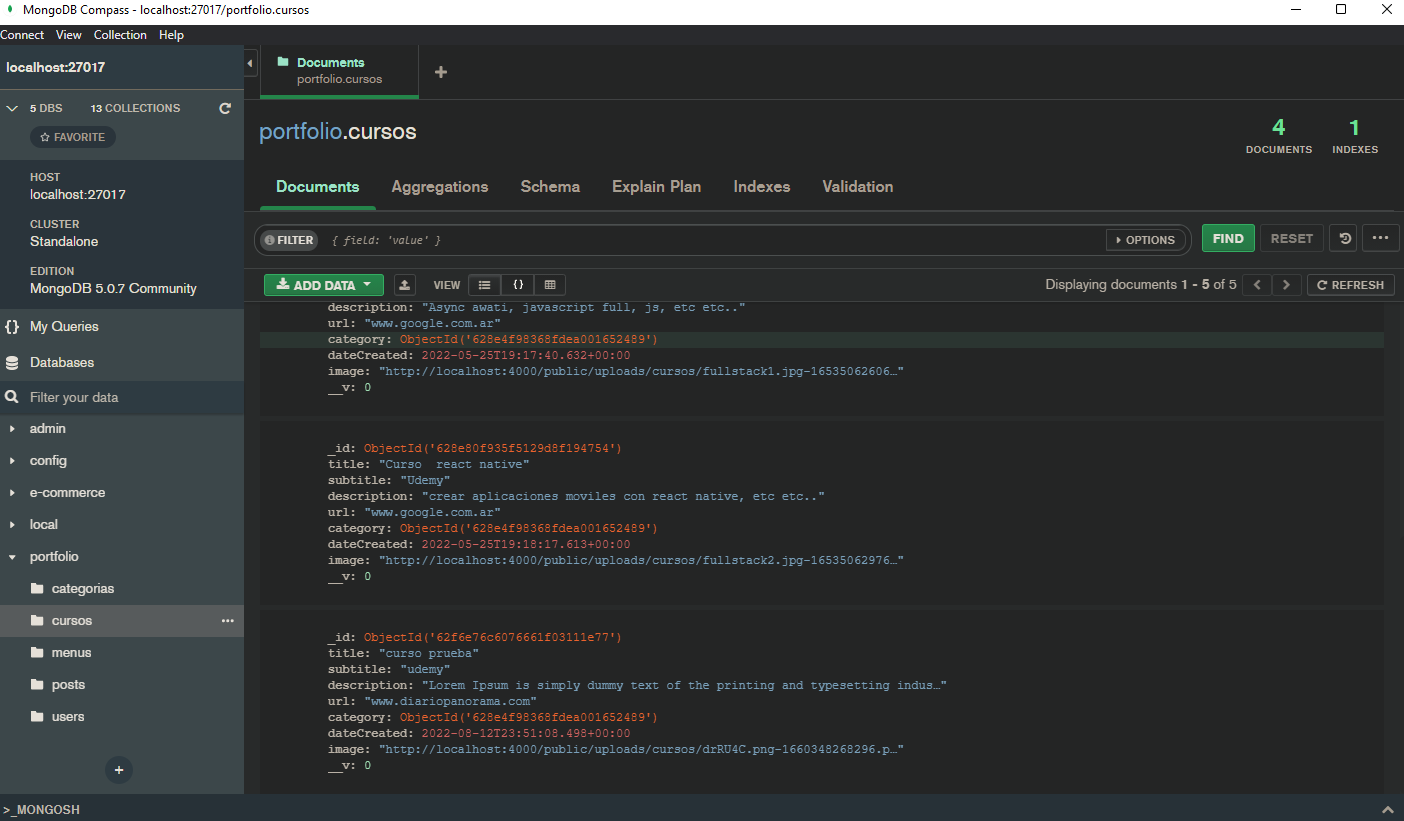 MongoDB Compass - localhost:27017/portfolio.cursos
Connect View Collection Help
localhost:27017
5 DBS 13 COLLECTIONS
FAVORITE
HOST
localhost:27017
CLUSTER
Standalone
EDITION
MongoDB 5.0.7 Community
{} My Queries
Databases
Filter your data
admin
config
e-commerce
local
portfolio
categorias
cursos ...
menus
posts
users
+
>_MONGOSH
Documents
portfolio.cursos
+
portfolio.cursos
4
DOCUMENTS
1
INDEXES
Documents Aggregations Schema Explain Plan Indexes Validation
FILTER { field: 'value' } OPTIONS FIND RESET ...
ADD DATA VIEW {} Displaying documents 1 - 5 of 5 < > REFRESH
description: "Async awati, javascript full, js, etc etc.."
url: "www.google.com.ar"
category: ObjectId('628e4f98368fdea001652489')
dateCreated: 2022-05-25T19:17:40.632+00:00
image: "http://localhost:4000/public/uploads/cursos/fullstack1.jpg-16535062606…"
__v: 0
_id: ObjectId('628e80f935f5129d8f194754')
title: "Curso  react native"
subtitle: "Udemy"
description: "crear aplicaciones moviles con react native, etc etc.."
url: "www.google.com.ar"
category: ObjectId('628e4f98368fdea001652489')
dateCreated: 2022-05-25T19:18:17.613+00:00
image: "http://localhost:4000/public/uploads/cursos/fullstack2.jpg-16535062976…"
__v: 0
_id: ObjectId('62f6e76c6076661f03111e77')
title: "curso prueba"
subtitle: "udemy"
description: "Lorem Ipsum is simply dummy text of the printing and typesetting indus…"
url: "www.diariopanorama.com"
category: ObjectId('628e4f98368fdea001652489')
dateCreated: 2022-08-12T23:51:08.498+00:00
image: "http://localhost:4000/public/uploads/cursos/drRU4C.png-1660348268296.p…"
__v: 0